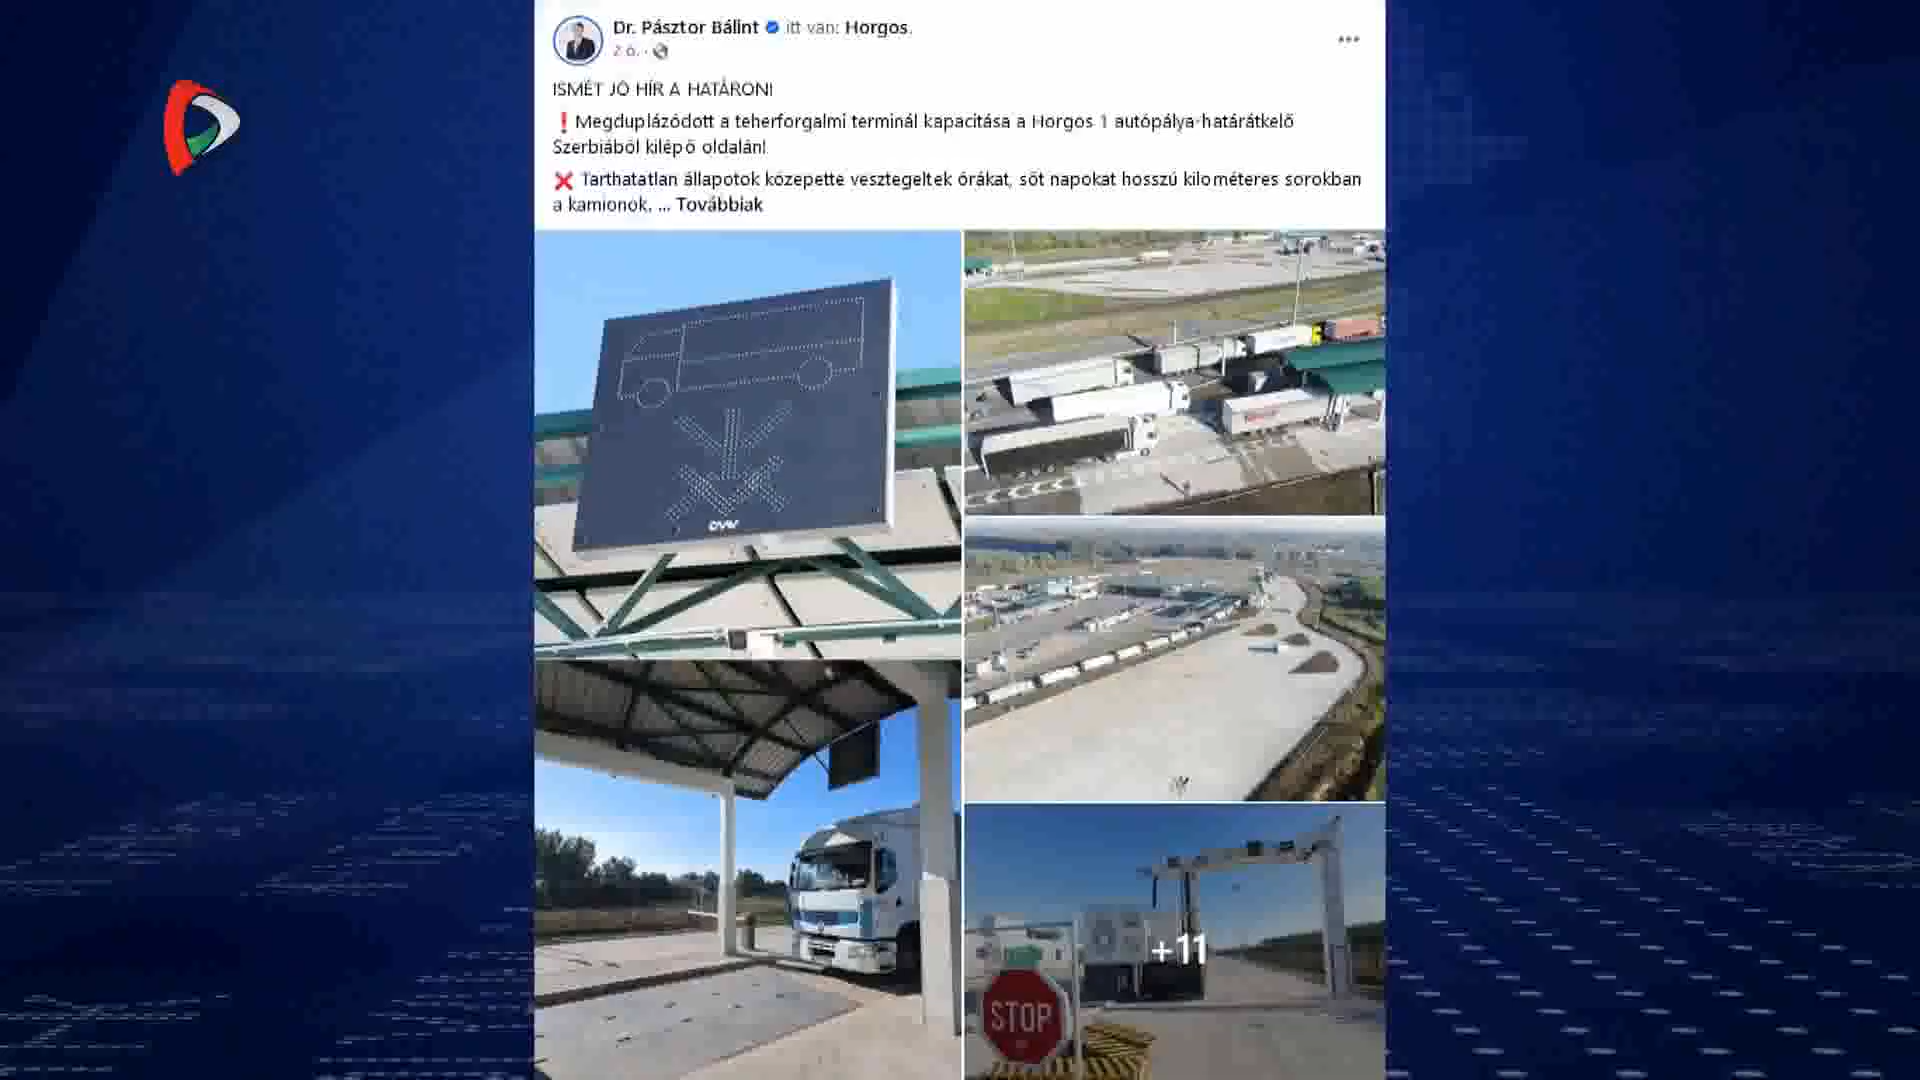 Dr. Pásztor Bálint itt van: Horgos.
2 ó. ·
ISMÉT JÓ HÍR A HATÁRON!
❗Megduplázódott a teherforgalmi terminál kapacitása a Horgos 1 autópálya-határátkelő
Szerbiából kilépő oldalán!
❌ Tarthatatlan állapotok közepette vesztegeltek órákat, sőt napokat hosszú kilométeres sorokban
a kamionok, ... Továbbiak
+11
STOP